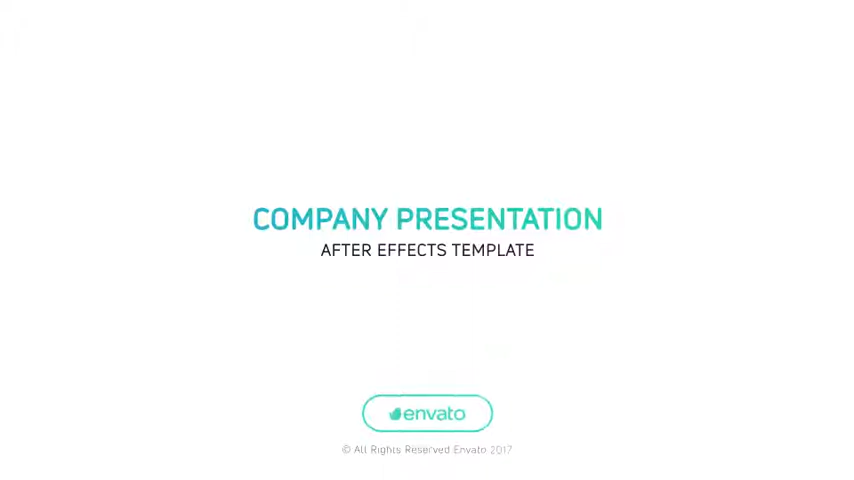 COMPANY PRESENTATION
AFTER EFFECTS TEMPLATE
envato
© All Rights Reserved Envato 2017